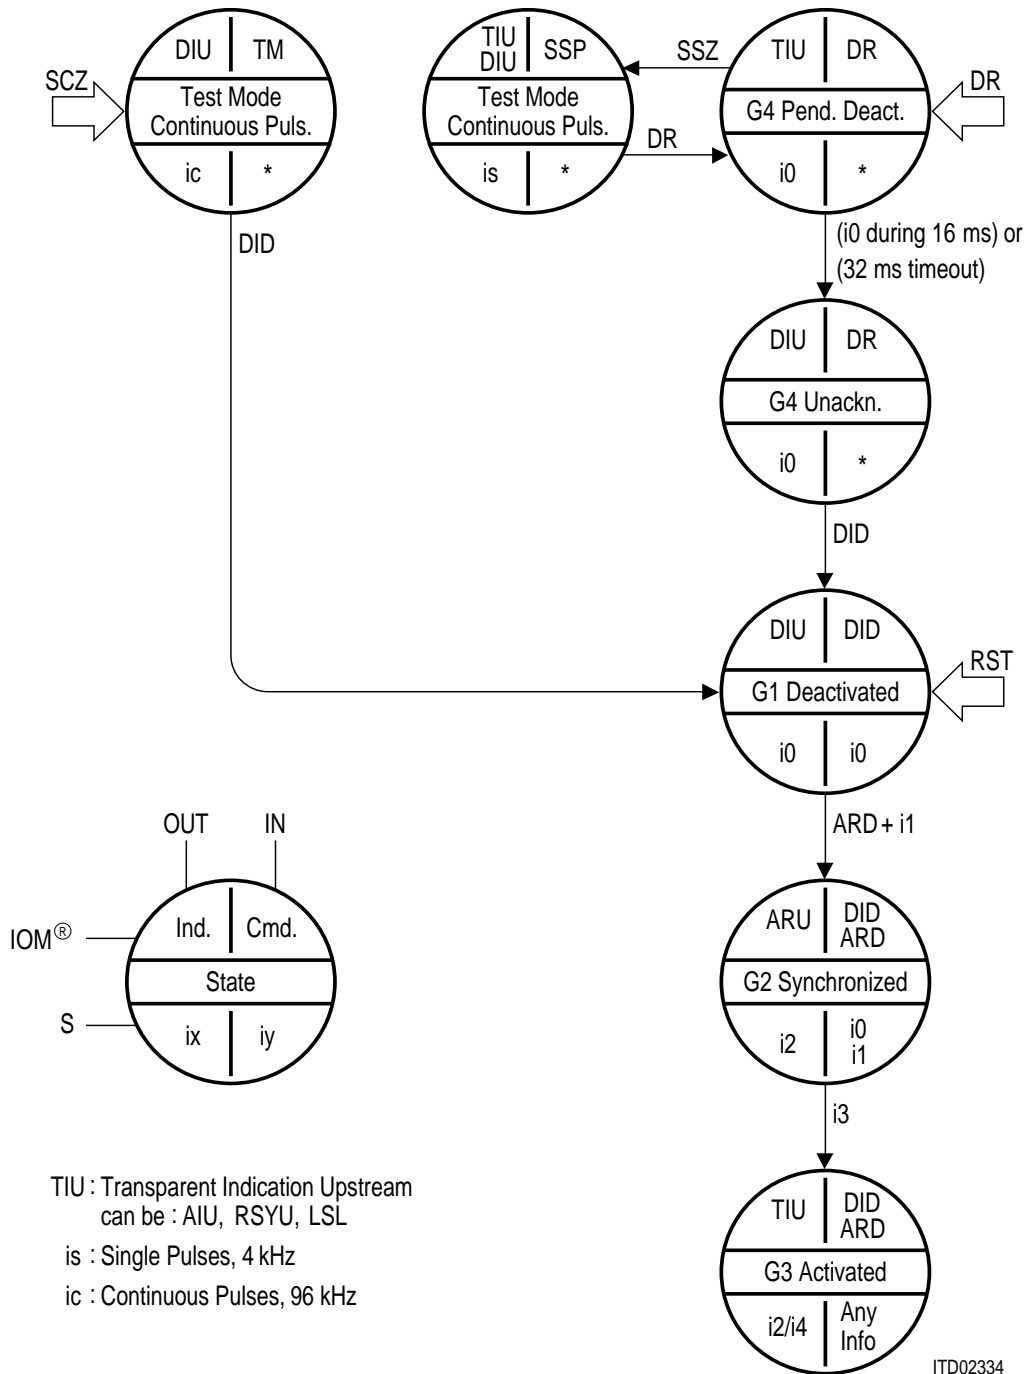 SCZ
DIU TM
Test Mode
Continuous Puls.
ic *
DID
TIU
DIU SSP
Test Mode
Continuous Puls.
is *
SSZ
DR
TIU DR
G4 Pend. Deact.
i0 *
DR
(i0 during 16 ms) or
(32 ms timeout)
DIU DR
G4 Unackn.
i0 *
DID
DIU DID
G1 Deactivated
i0 i0
RST
ARD + i1
ARU DID
ARD
G2 Synchronized
i2 i0
i1
i3
TIU DID
ARD
G3 Activated
i2/i4 Any
Info
OUT IN
IOM®
Ind. Cmd.
State
S
ix iy
TIU : Transparent Indication Upstream
can be : AIU, RSYU, LSL
is : Single Pulses, 4 kHz
ic : Continuous Pulses, 96 kHz
ITD02334